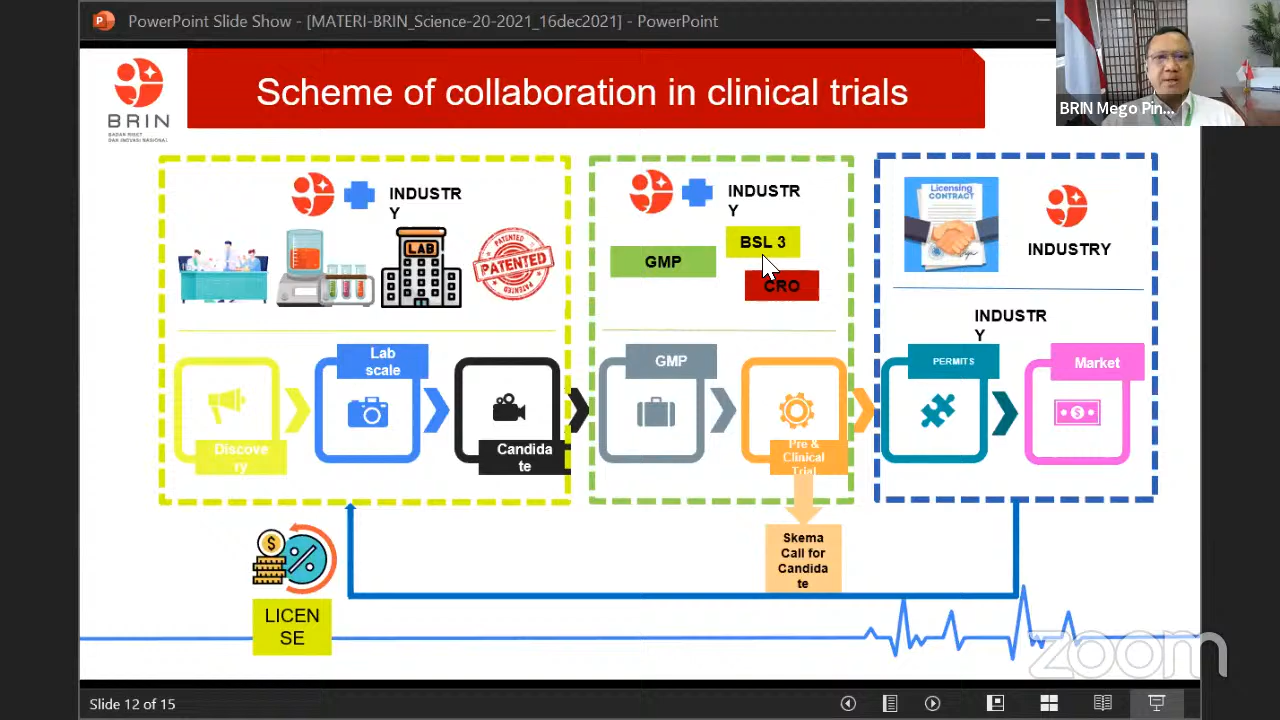 PowerPoint Slide Show - [MATERI-BRIN_Science-20-2021_16dec2021] - PowerPoint
BRIN Mego Pin...
BRIN
BADAN RISET
DAN INOVASI NASIONAL
Scheme of collaboration in clinical trials
INDUSTR
Y
LAB
PATENTED
PATENTED
PATENTED
Discove
ry
Lab
scale
Candida
te
INDUSTR
Y
GMP
BSL 3
CRO
GMP
Pre &
Clinical
Trial
Licensing
CONTRACT
INDUSTRY
INDUSTR
Y
PERMITS
Market
Skema
Call for
Candida
te
LICEN
SE
zoom
Slide 12 of 15